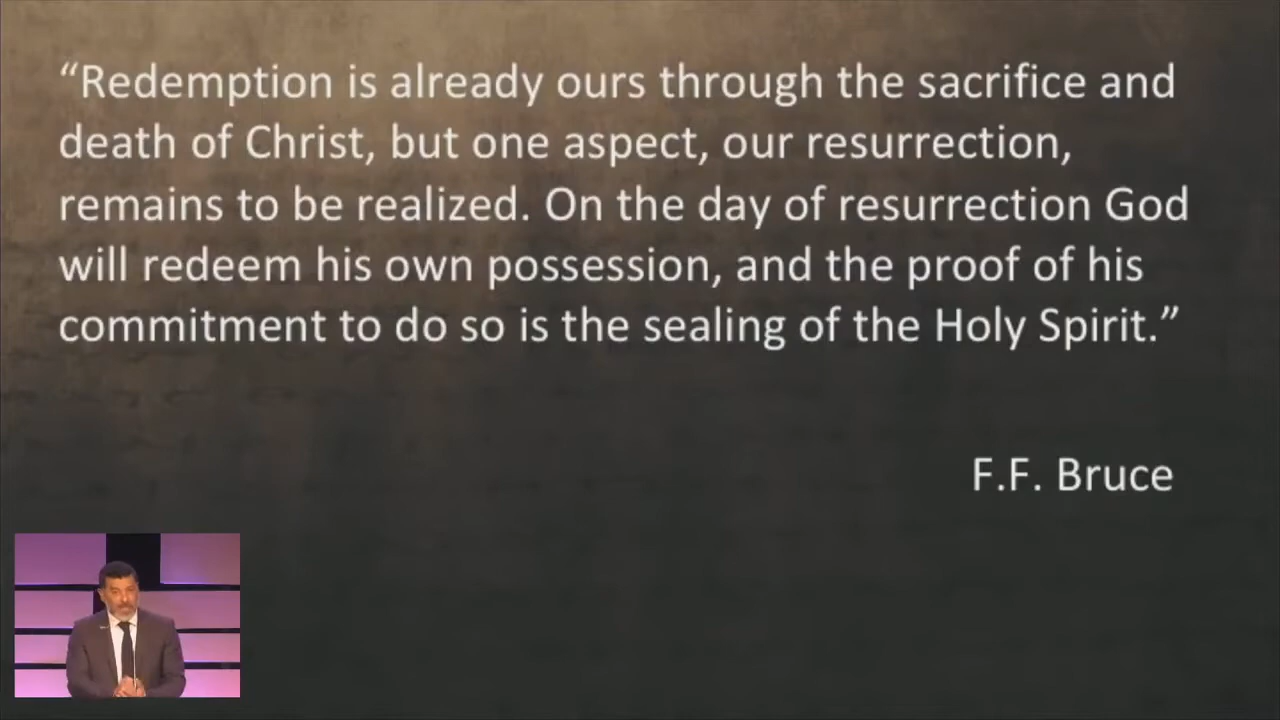 “Redemption is already ours through the sacrifice and
death of Christ, but one aspect, our resurrection,
remains to be realized. On the day of resurrection God
will redeem his own possession, and the proof of his
commitment to do so is the sealing of the Holy Spirit.”
F.F. Bruce